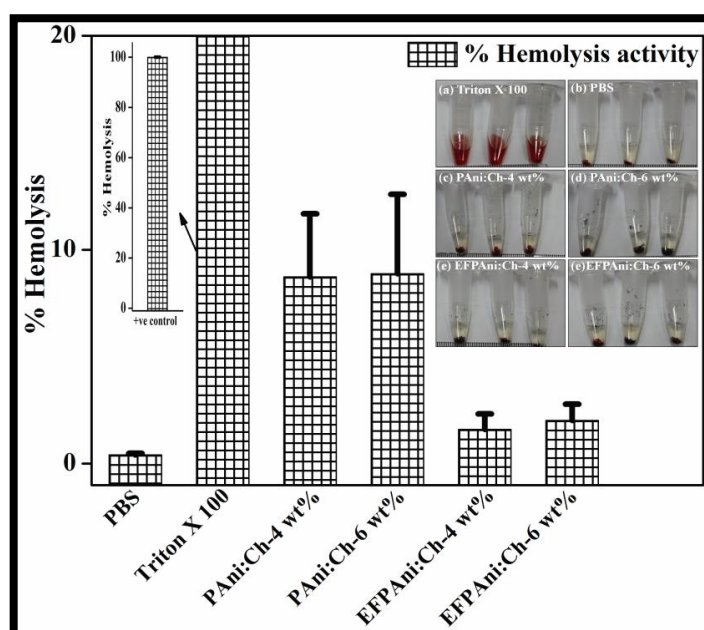 % Hemolysis activity
20
10
0
% Hemolysis
100
80
60
40
20
0
% Hemolysis
+ve control
(a) Triton X-100
(b) PBS
(c) PAni:Ch-4 wt%
(d) PAni:Ch-6 wt%
(e) EFPAni:Ch-4 wt%
(e)EFPAni:Ch-6 wt%
PBS
Triton X 100
PAni:Ch-4 wt%
PAni:Ch-6 wt%
EFPAni:Ch-4 wt%
EFPAni:Ch-6 wt%